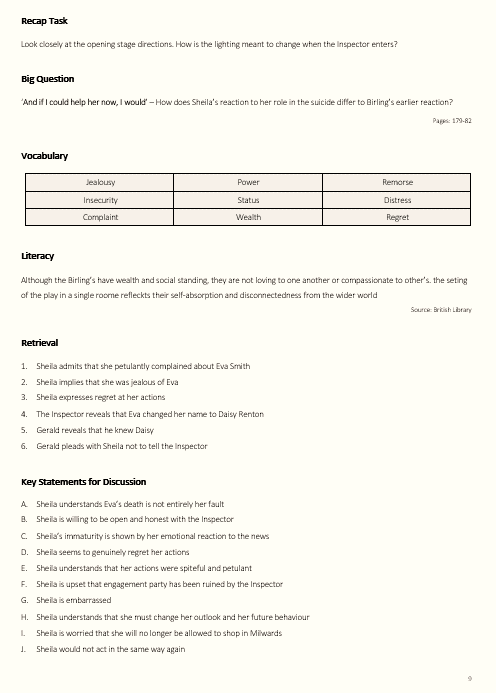 Recap Task
Look closely at the opening stage directions. How is the lighting meant to change when the Inspector enters?
Big Question
'And if I could help her now, I would' – How does Sheila's reaction to her role in the suicide differ to Birling's earlier reaction?
Pages: 179-82
Vocabulary
Jealousy Power Remorse
Insecurity Status Distress
Complaint Wealth Regret
Literacy
Although the Birling's have wealth and social standing, they are not loving to one another or compassionate to other's. the seting
of the play in a single roome refleckts their self-absorption and disconnectedness from the wider world
Source: British Library
Retrieval
1. Sheila admits that she petulantly complained about Eva Smith
2. Sheila implies that she was jealous of Eva
3. Sheila expresses regret at her actions
4. The Inspector reveals that Eva changed her name to Daisy Renton
5. Gerald reveals that he knew Daisy
6. Gerald pleads with Sheila not to tell the Inspector
Key Statements for Discussion
A. Sheila understands Eva's death is not entirely her fault
B. Sheila is willing to be open and honest with the Inspector
C. Sheila's immaturity is shown by her emotional reaction to the news
D. Sheila seems to genuinely regret her actions
E. Sheila understands that her actions were spiteful and petulant
F. Sheila is upset that engagement party has been ruined by the Inspector
G. Sheila is embarrassed
H. Sheila understands that she must change her outlook and her future behaviour
I. Sheila is worried that she will no longer be allowed to shop in Milwards
J. Sheila would not act in the same way again
9